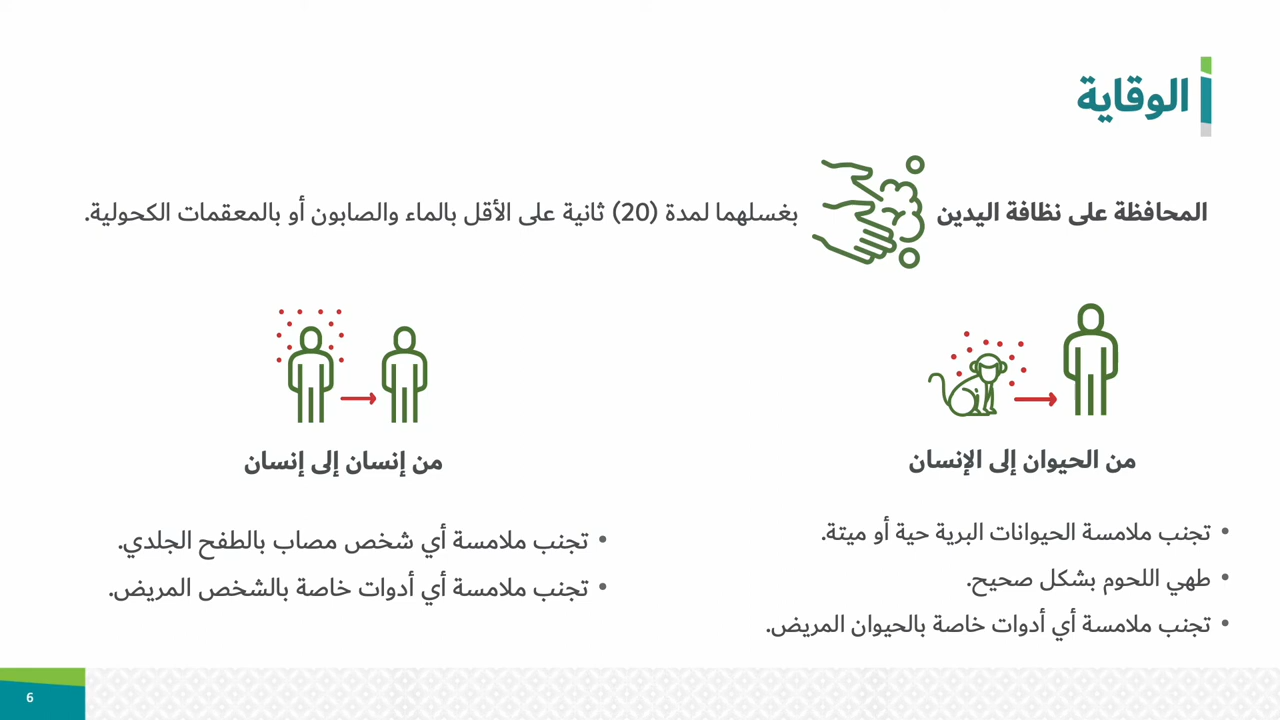 الوقاية
المحافظة على نظافة اليدين بغسلهما لمدة (20) ثانية على الأقل بالماء والصابون أو بالمعقمات الكحولية.
من الحيوان إلى الإنسان
• تجنب ملامسة الحيوانات البرية حية أو ميتة.
• طهي اللحوم بشكل صحيح.
• تجنب ملامسة أي أدوات خاصة بالحيوان المريض.
من إنسان إلى إنسان
• تجنب ملامسة أي شخص مصاب بالطفح الجلدي.
• تجنب ملامسة أي أدوات خاصة بالشخص المريض.
6